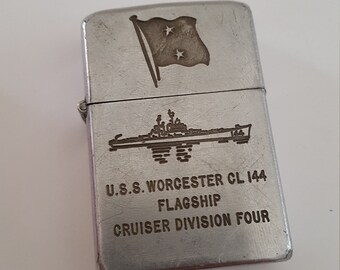 U.S.S. WORCESTER CL 144
FLAGSHIP
CRUISER DIVISION FOUR